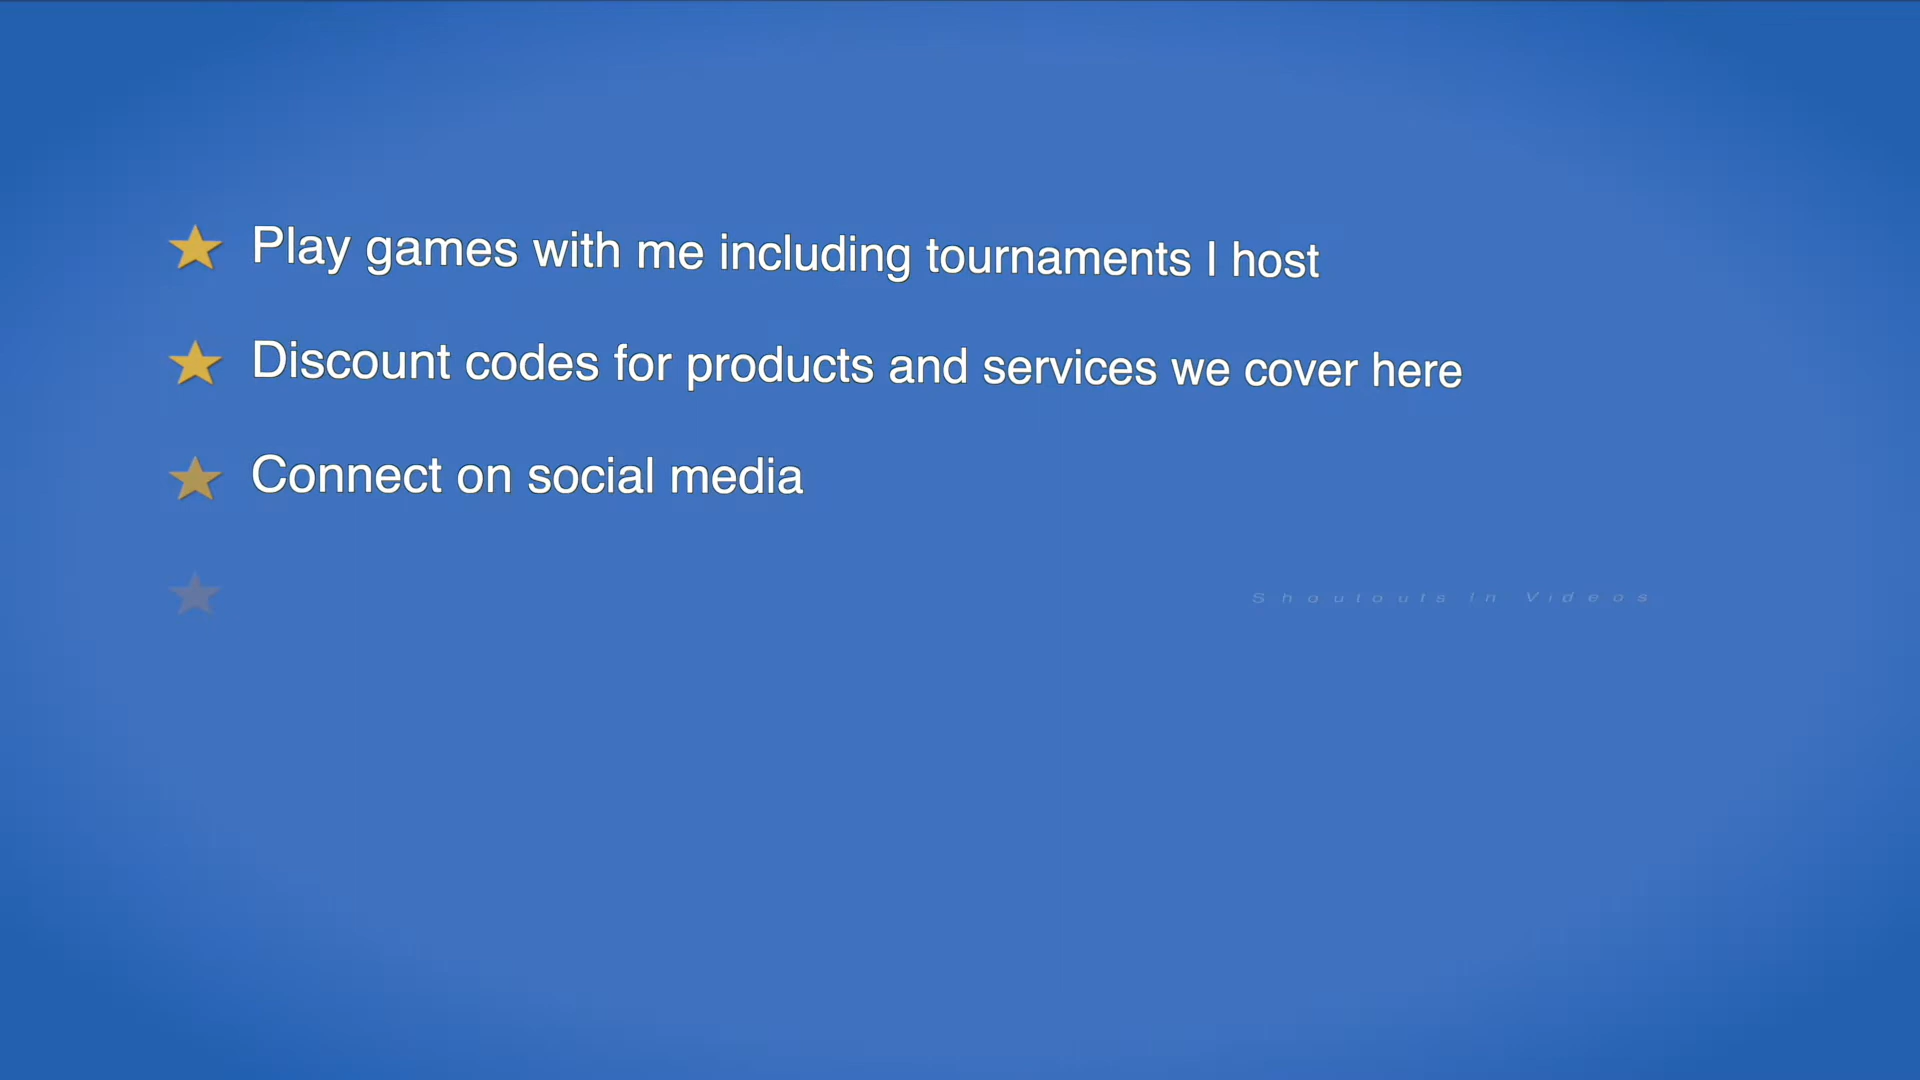 Play games with me including tournaments I host
Discount codes for products and services we cover here
Connect on social media
Shoutouts in Videos